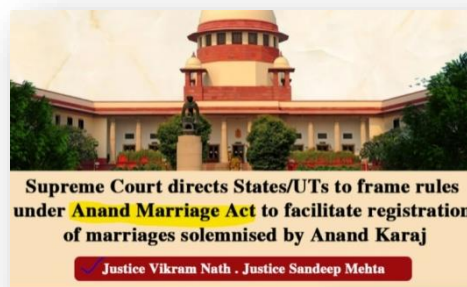 Supreme Court directs States/UTs to frame rules
under Anand Marriage Act to facilitate registration
of marriages solemnised by Anand Karaj
Justice Vikram Nath . Justice Sandeep Mehta